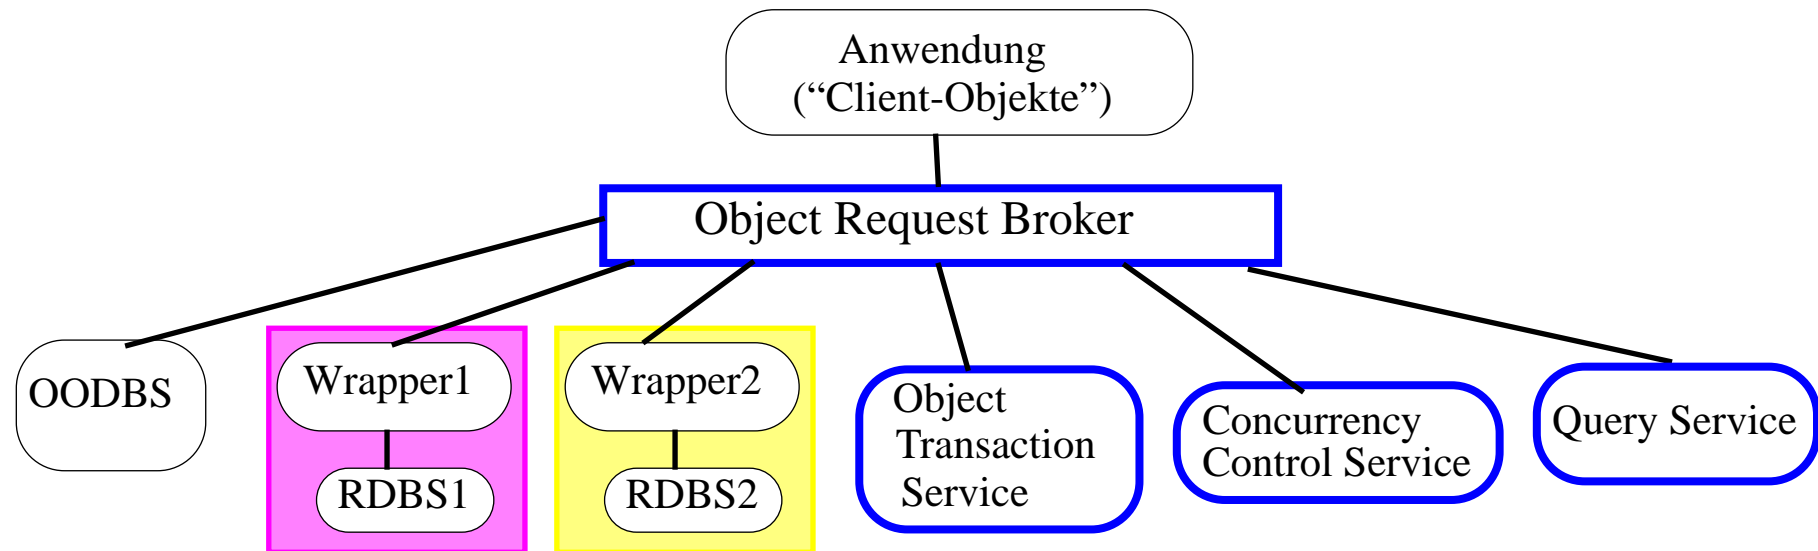 Anwendung
(“Client-Objekte”)
Object Request Broker
OODBS
Wrapper1
RDBS1
Wrapper2
RDBS2
Object
Transaction
Service
Concurrency
Control Service
Query Service